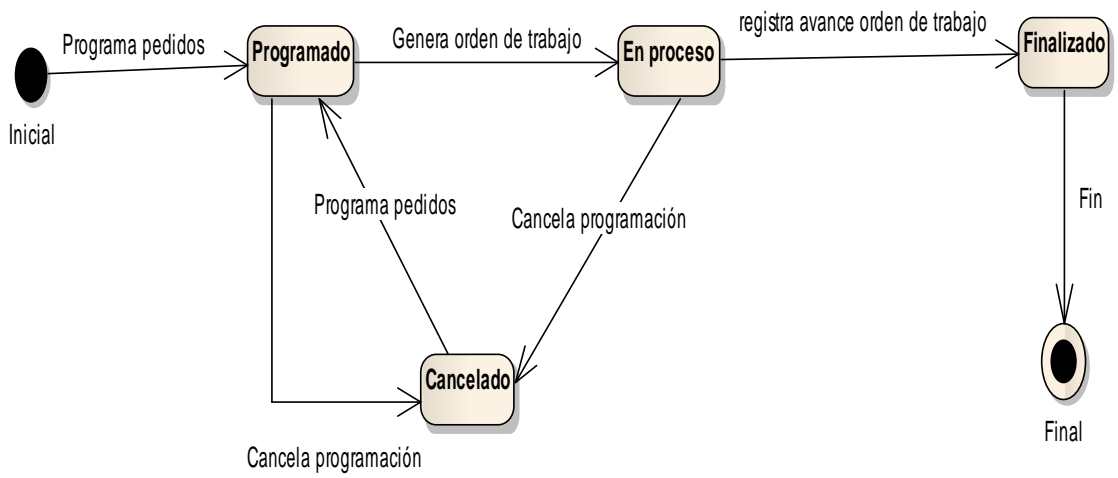 Programa pedidos
Programado
Genera orden de trabajo
En proceso
registra avance orden de trabajo
Finalizado
Inicial
Programa pedidos
Cancela programación
Fin
Cancelado
Cancela programación
Final